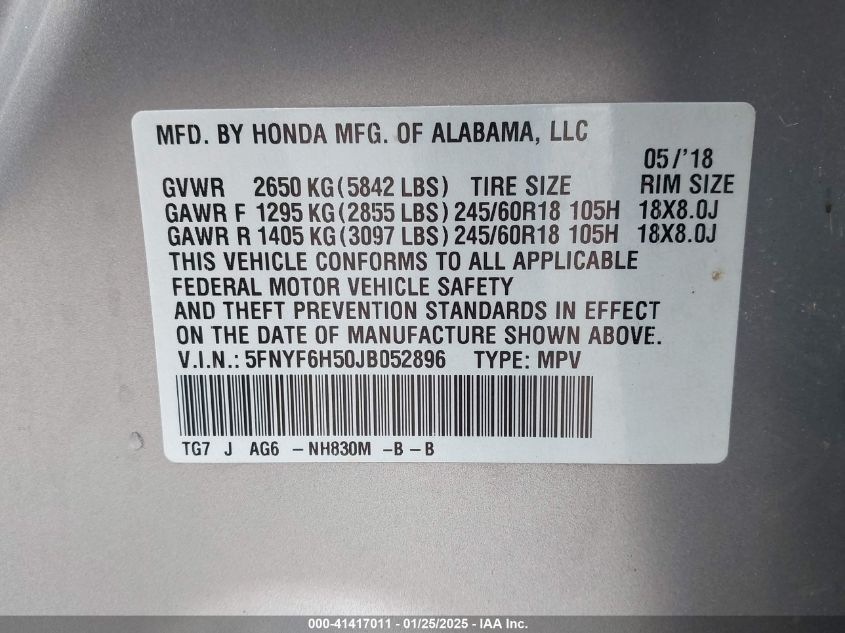 MFD. BY HONDA MFG. OF ALABAMA, LLC
05/'18
GVWR 2650 KG(5842 LBS) TIRE SIZE RIM SIZE
GAWR F 1295 KG(2855 LBS) 245/60R18 105H 18X8.0J
GAWR R 1405 KG(3097 LBS) 245/60R18 105H 18X8.0J
THIS VEHICLE CONFORMS TO ALL APPLICABLE
FEDERAL MOTOR VEHICLE SAFETY
AND THEFT PREVENTION STANDARDS IN EFFECT
ON THE DATE OF MANUFACTURE SHOWN ABOVE.
V.I.N.: 5FNYF6H50JB052896 TYPE: MPV
TG7 J AG6 -NH830M -B-B
000-41417011 - 01/25/2025 - IAA Inc.